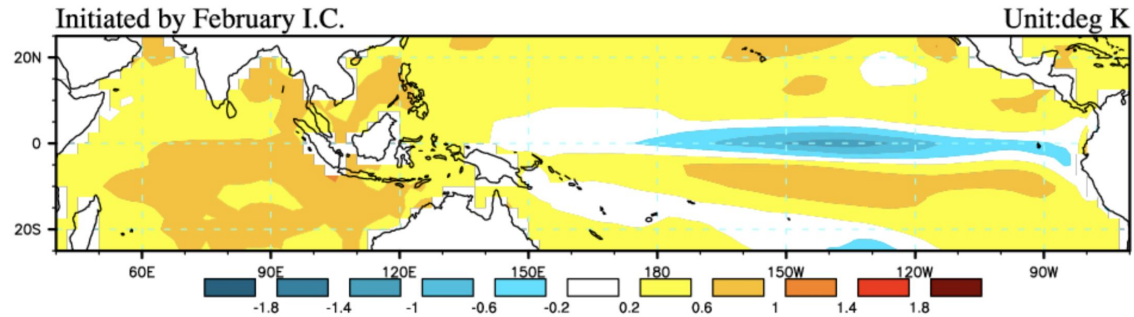 Initiated by February I.C. Unit:deg K
20N
0
20S
60E 90E 120E 150E 180 150W 120W 90W
-1.8 -1.4 -1 -0.6 -0.2 0.2 0.6 1 1.4 1.8